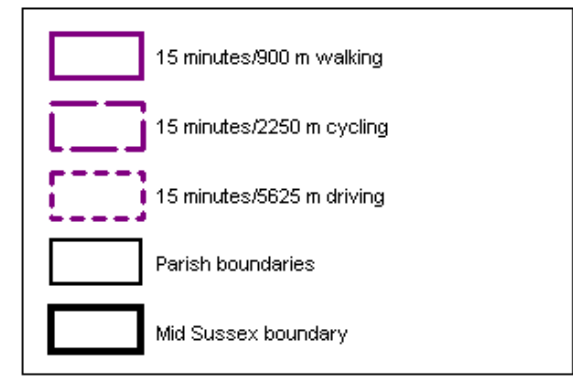 15 minutes/900 m walking
15 minutes/2250 m cycling
15 minutes/5625 m driving
Parish boundaries
Mid Sussex boundary